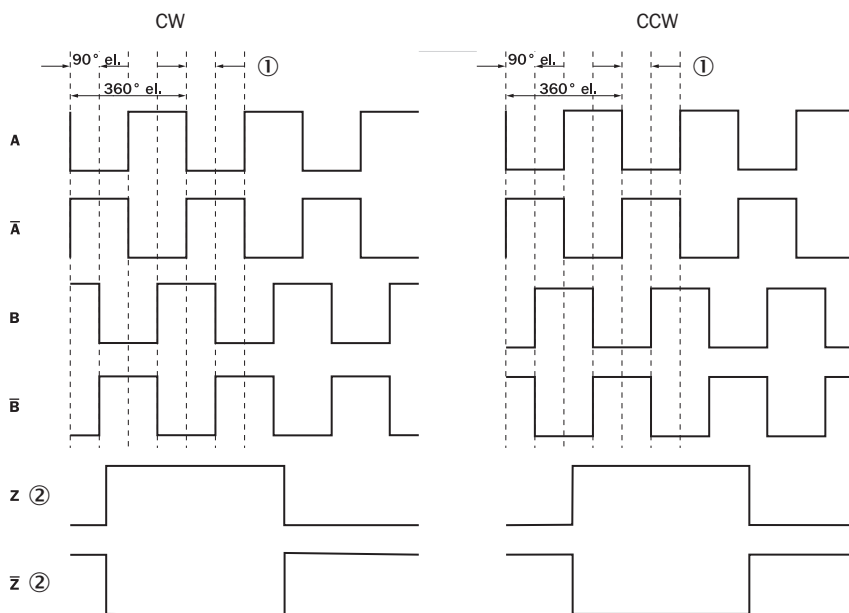 CW CCW
90° el. ① 90° el. ①
360° el. 360° el.
A
A̅
B
B̅
Z ②
Z̅ ②